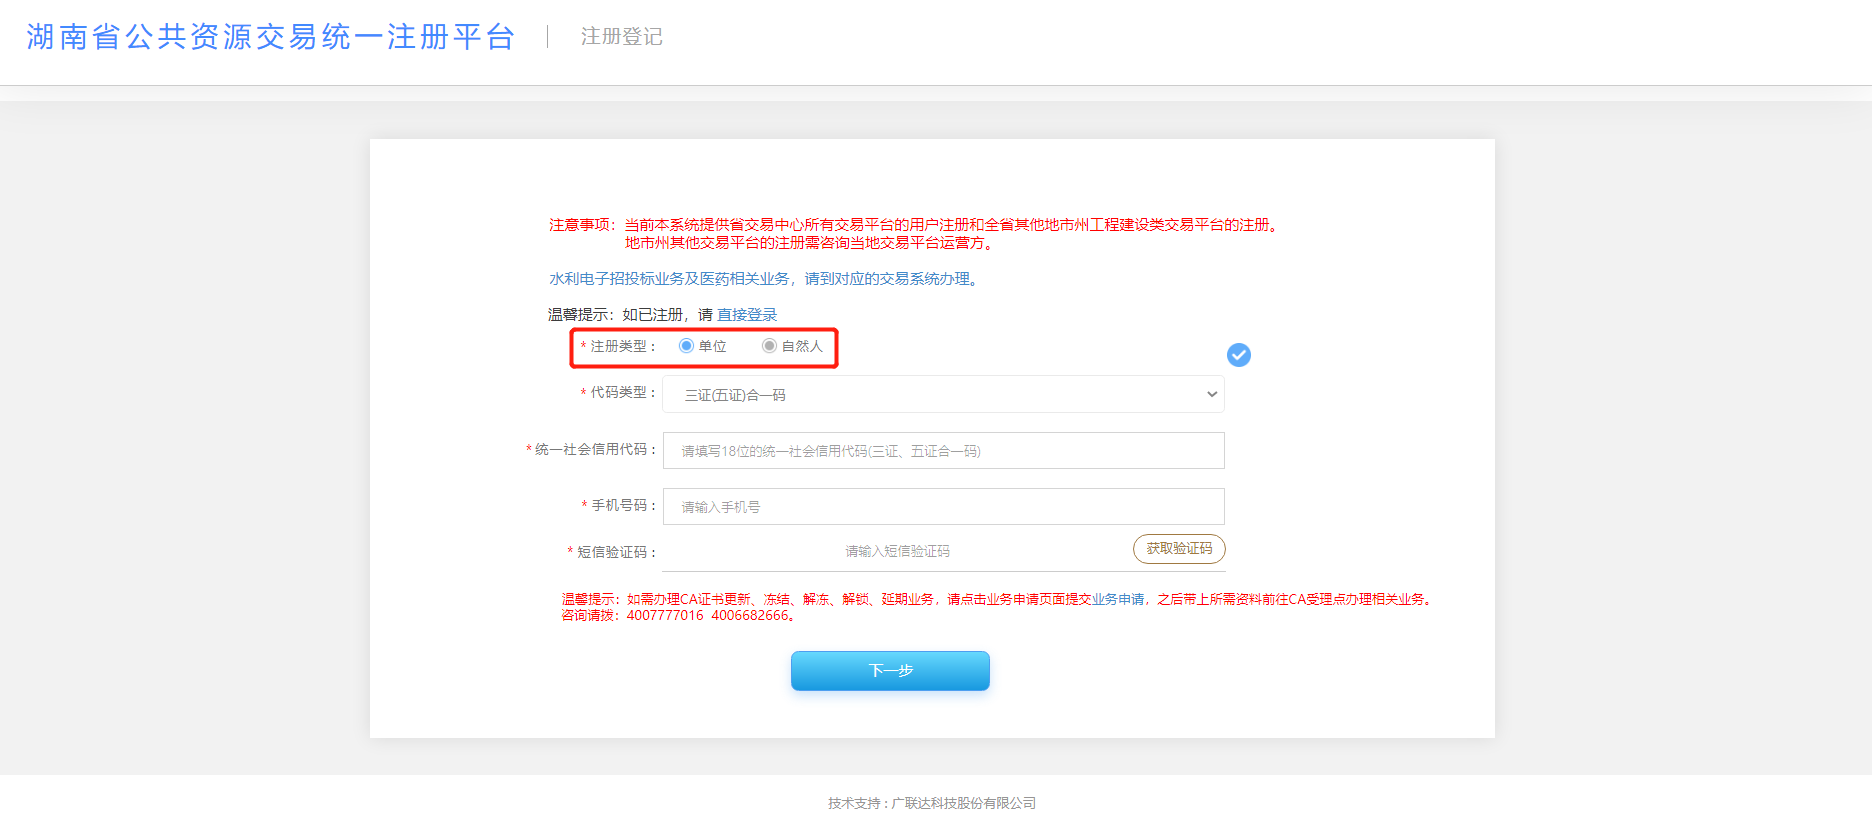 湖南省公共资源交易统一注册平台 | 注册登记
注意事项：当前本系统提供省交易中心所有交易平台的用户注册和全省其他地市州工程建设类交易平台的注册。
地市州其他交易平台的注册需咨询当地交易平台运营方。
水利电子招投标业务及医药相关业务，请到对应的交易系统办理。
温馨提示：如已注册，请 直接登录
* 注册类型： 单位 自然人
* 代码类型： 三证(五证)合一码
* 统一社会信用代码： 请填写18位的统一社会信用代码(三证、五证合一码)
* 手机号码： 请输入手机号
* 短信验证码： 请输入短信验证码 获取验证码
温馨提示：如需办理CA证书更新、冻结、解冻、解锁、延期业务，请点击业务申请页面提交业务申请，之后带上所需资料前往CA受理点办理相关业务。
咨询请拨：4007777016 4006682666。
下一步
技术支持：广联达科技股份有限公司